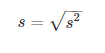 s = √s²